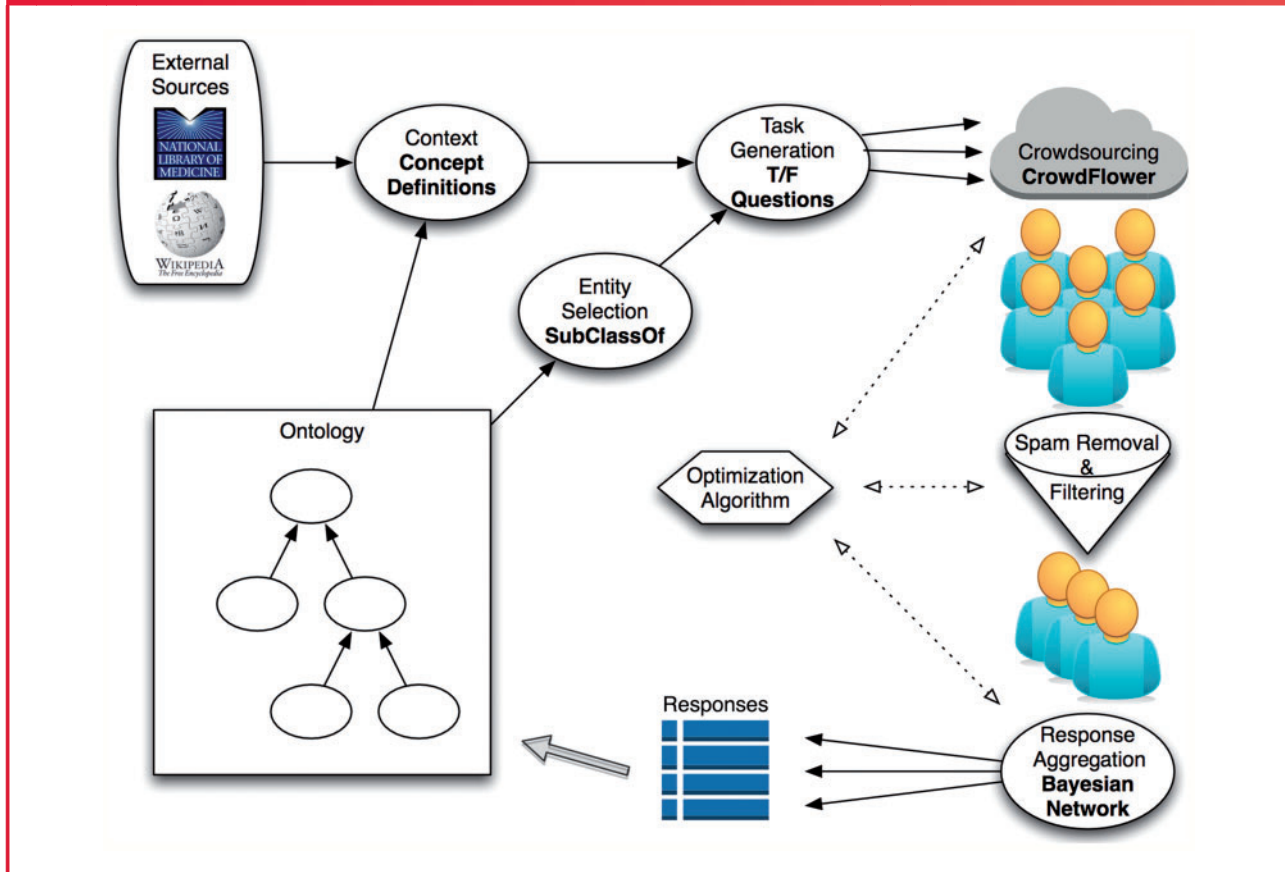 External
Sources
NATIONAL
LIBRARY OF
MEDICINE
WIKIPEDIA
The Free Encyclopedia
Context
Concept
Definitions
Task
Generation
T/F
Questions
Crowdsourcing
CrowdFlower
Entity
Selection
SubClassOf
Ontology
Optimization
Algorithm
Spam Removal
&
Filtering
Responses
Response
Aggregation
Bayesian
Network